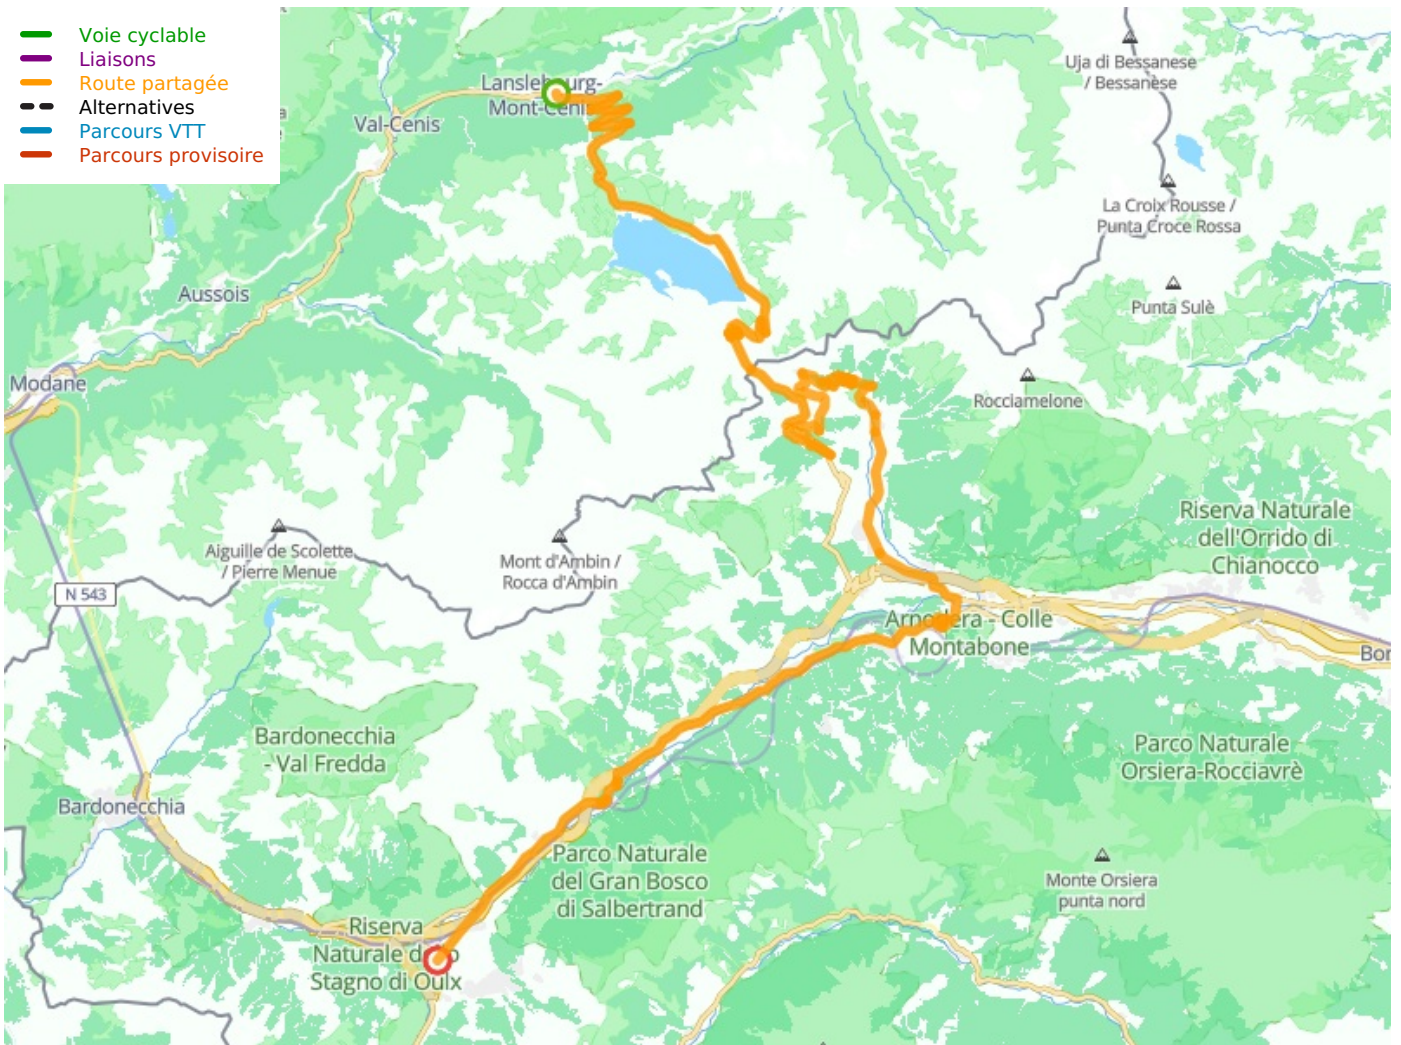 Voie cyclable
Liaisons
Route partagée
Alternatives
Parcours VTT
Parcours provisoire
Uja di Bessanese
/ Bessanèse
Val-Cenis
La Croix Rousse /
Punta Croce Rossa
Aussois
Punta Sulè
Modane
Rocciamelone
Riserva Naturale
dell'Orrido di
Chianocco
Aiguille de Scolette
/ Pierre Menue
Mont d'Ambin /
Rocca d'Ambin
N 543
- Colle
Montabone
Bor
Bardonecchia
- Val Fredda
Parco Naturale
Orsiera-Rocciavrè
Bardonecchia
Parco Naturale
del Gran Bosco
di Salbertrand
Monte Orsiera
punta nord
Riserva
Naturale
Stagno di Oulx